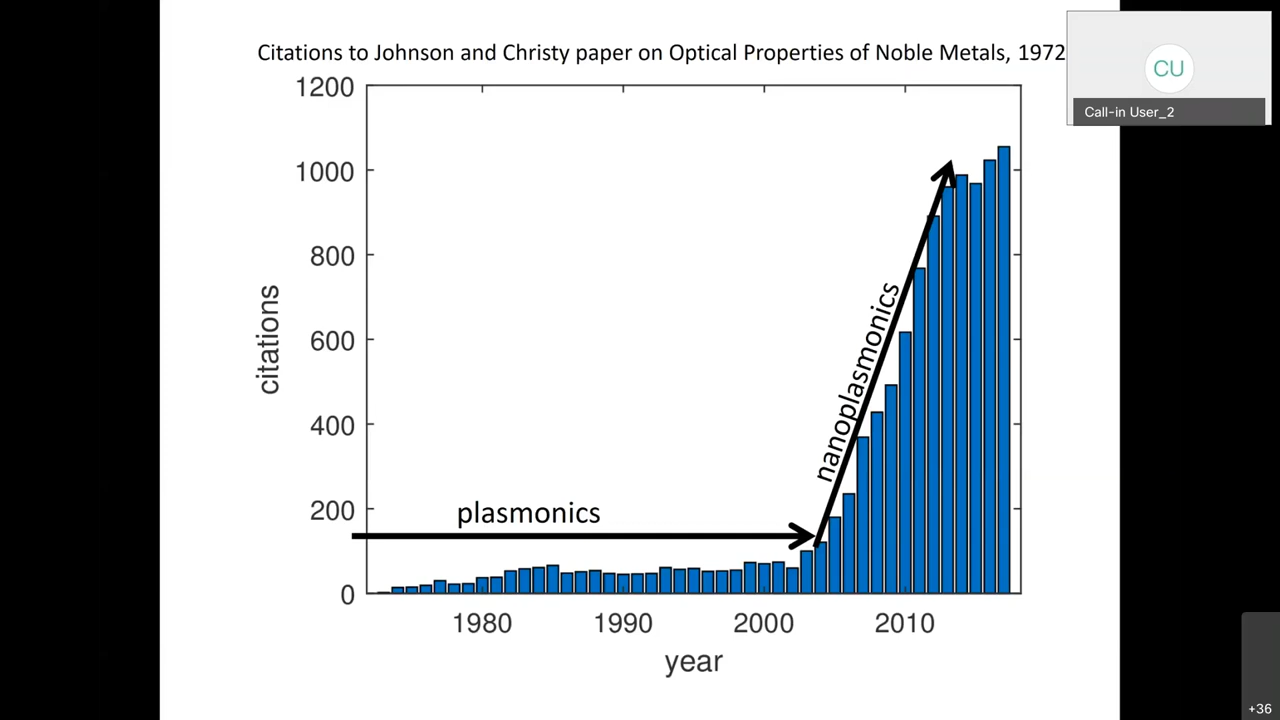 Citations to Johnson and Christy paper on Optical Properties of Noble Metals, 1972
CU
Call-in User_2
1200
1000
800
600
400
200
0
citations
plasmonics
nanoplasmonics
1980 1990 2000 2010
year
+36